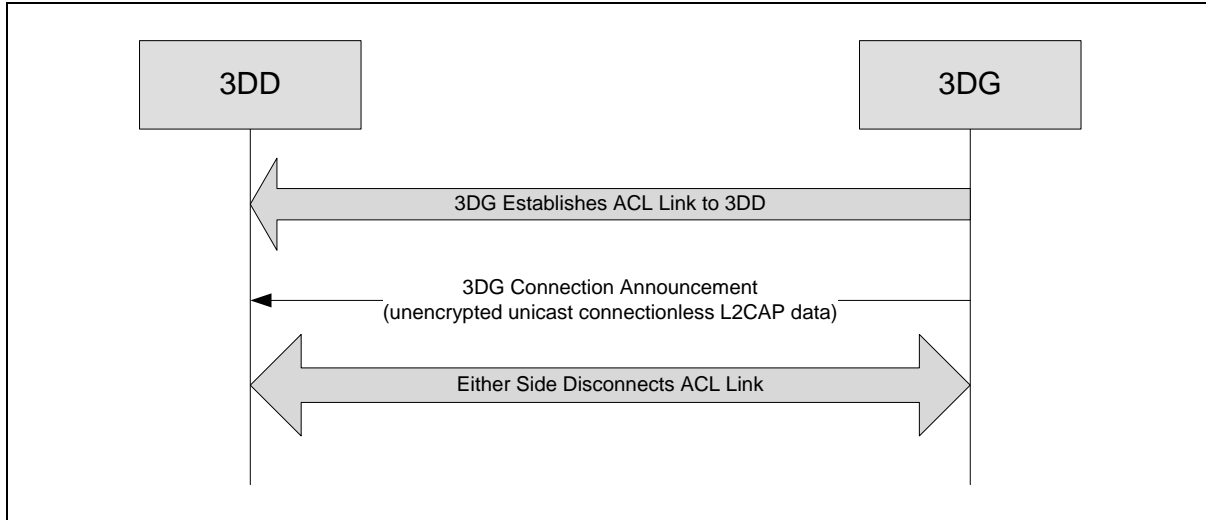 3DD
3DG
3DG Establishes ACL Link to 3DD
3DG Connection Announcement
(unencrypted unicast connectionless L2CAP data)
Either Side Disconnects ACL Link